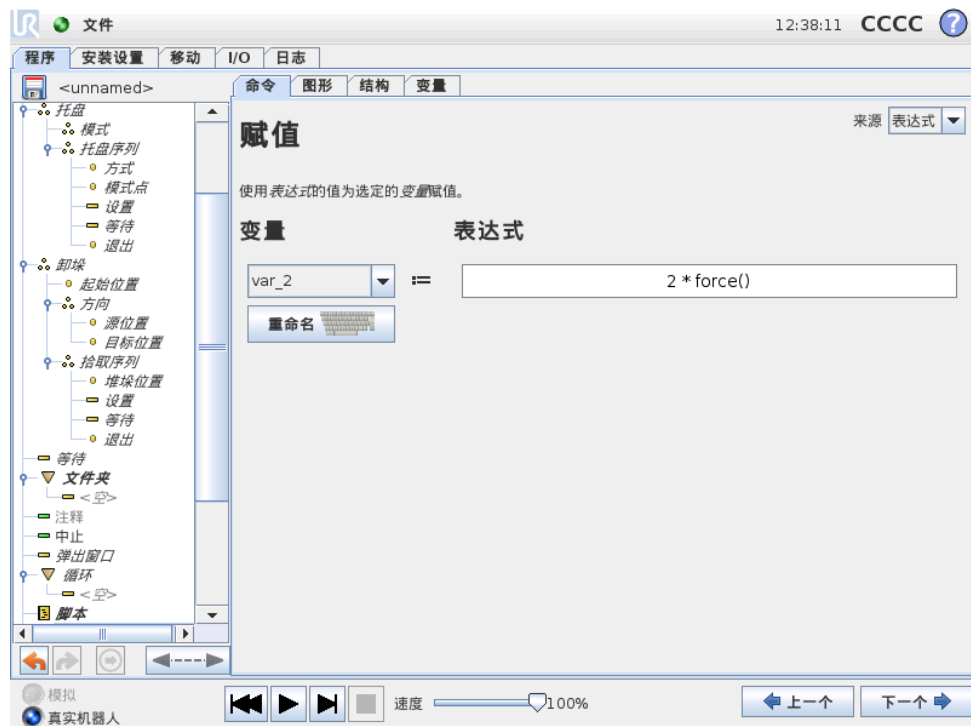 UR 文件 12:38:11 CCCC ?
程序 安装设置 移动 I/O 日志
<unnamed>
命令 图形 结构 变量
托盘
模式
托盘序列
方式
模式点
设置
等待
退出
卸垛
起始位置
方向
源位置
目标位置
拾取序列
堆垛位置
设置
等待
退出
等待
文件夹
<空>
注释
中止
弹出窗口
循环
<空>
脚本
赋值
来源 表达式
使用表达式的值为选定的变量赋值。
变量 表达式
var_2 := 2 * force()
重命名
模拟
真实机器人
速度 100%
上一个 下一个